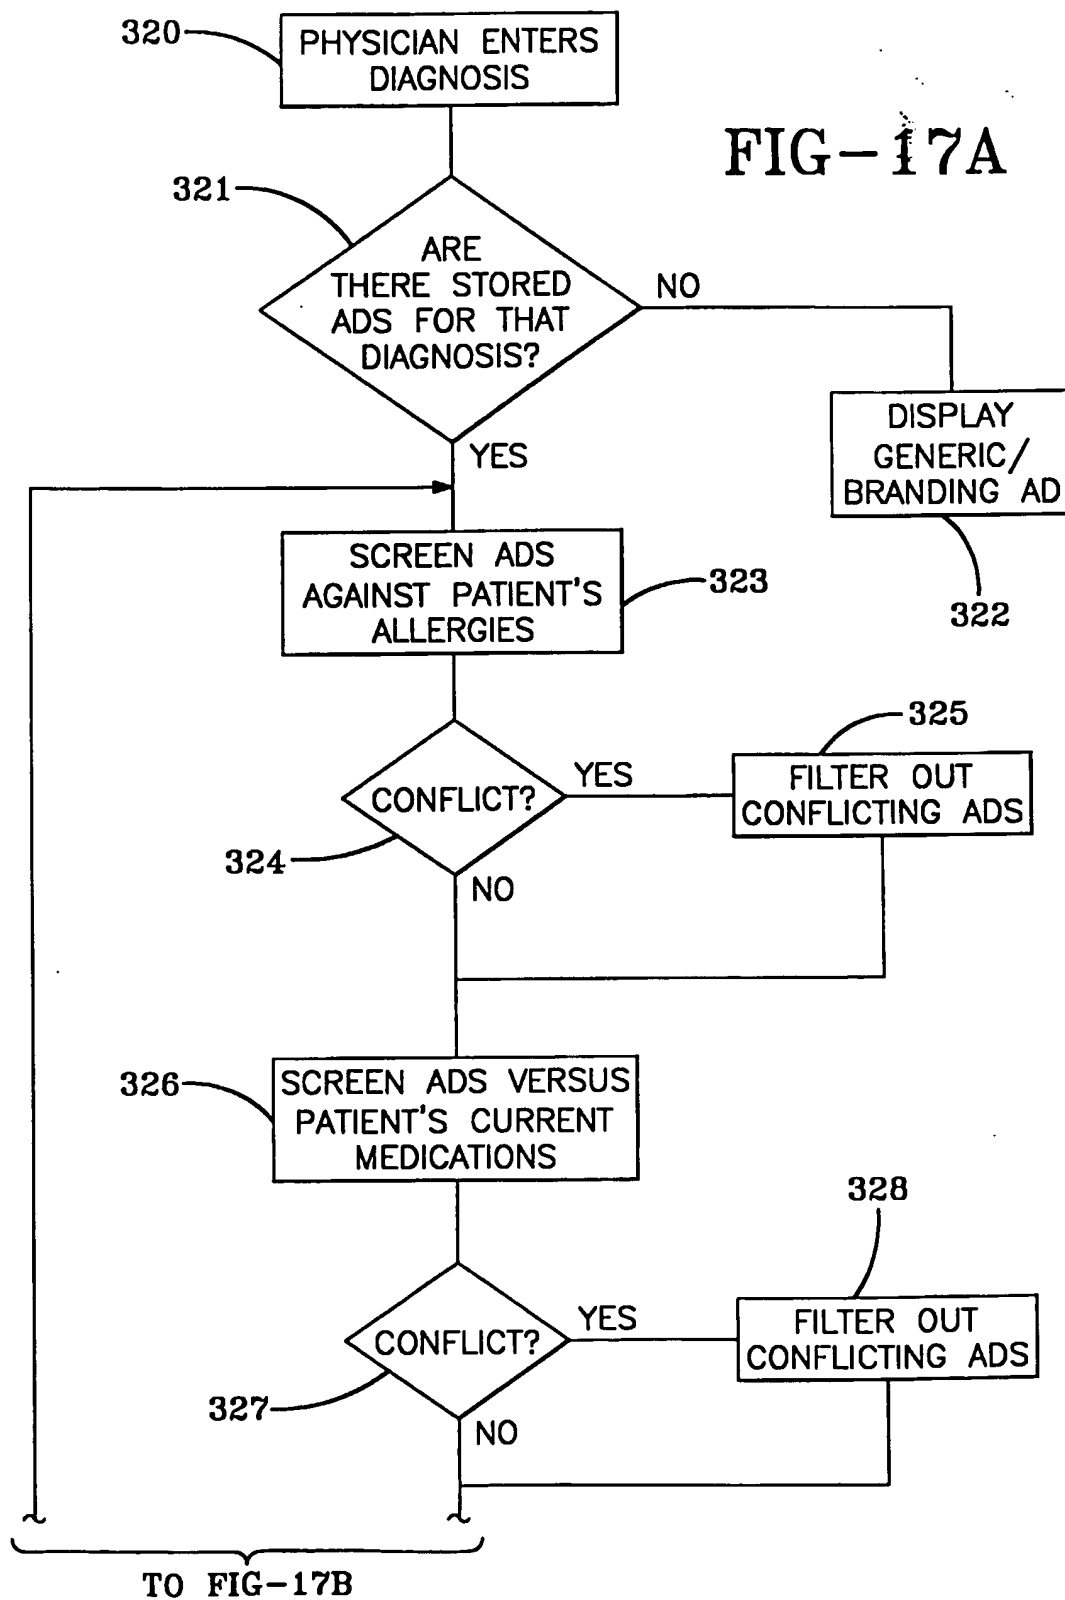 320
PHYSICIAN ENTERS
DIAGNOSIS
FIG-17A
321
ARE
THERE STORED
ADS FOR THAT
DIAGNOSIS?
NO
YES
DISPLAY
GENERIC/
BRANDING AD
322
SCREEN ADS
AGAINST PATIENT'S
ALLERGIES
323
324
CONFLICT?
YES
NO
325
FILTER OUT
CONFLICTING ADS
326
SCREEN ADS VERSUS
PATIENT'S CURRENT
MEDICATIONS
327
CONFLICT?
YES
NO
328
FILTER OUT
CONFLICTING ADS
TO FIG-17B